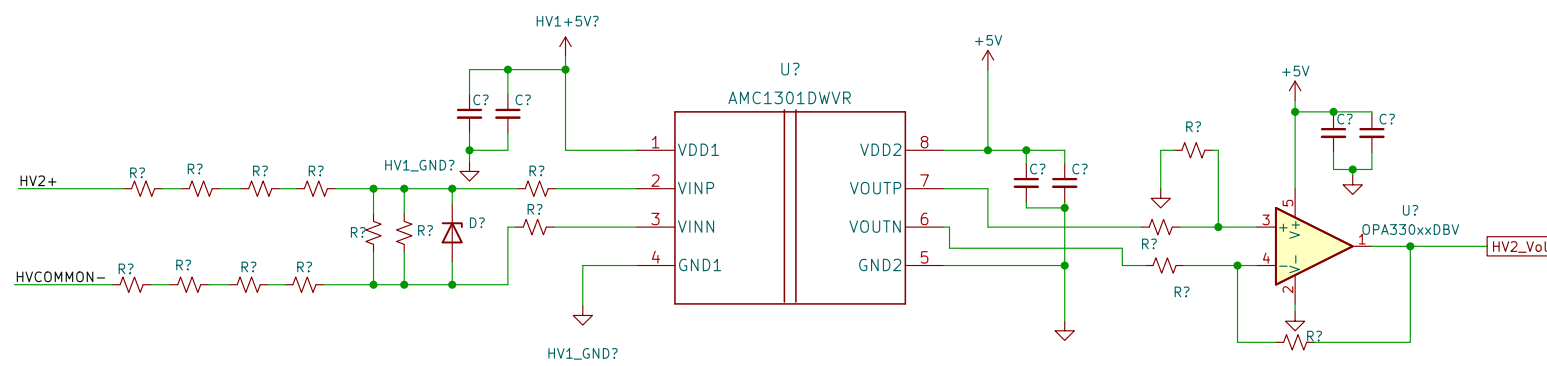 HV1+5V?
+5V
U?
+5V
AMC1301DWVR
C?
C?
C?
C?
R?
1
VDD1
VDD2
8
HV1_GND?
R?
R?
R?
R?
R?
C?
C?
HV2+
2
VINP
VOUTP
7
5
R?
D?
U?
R?
R?
3
VINN
VOUTN
6
3
+
V+
OPA330xxDBV
R?
1
HV2_Vol
4
GND1
GND2
5
4
-
V-
R?
R?
R?
R?
HVCOMMON-
2
R?
R?
HV1_GND?